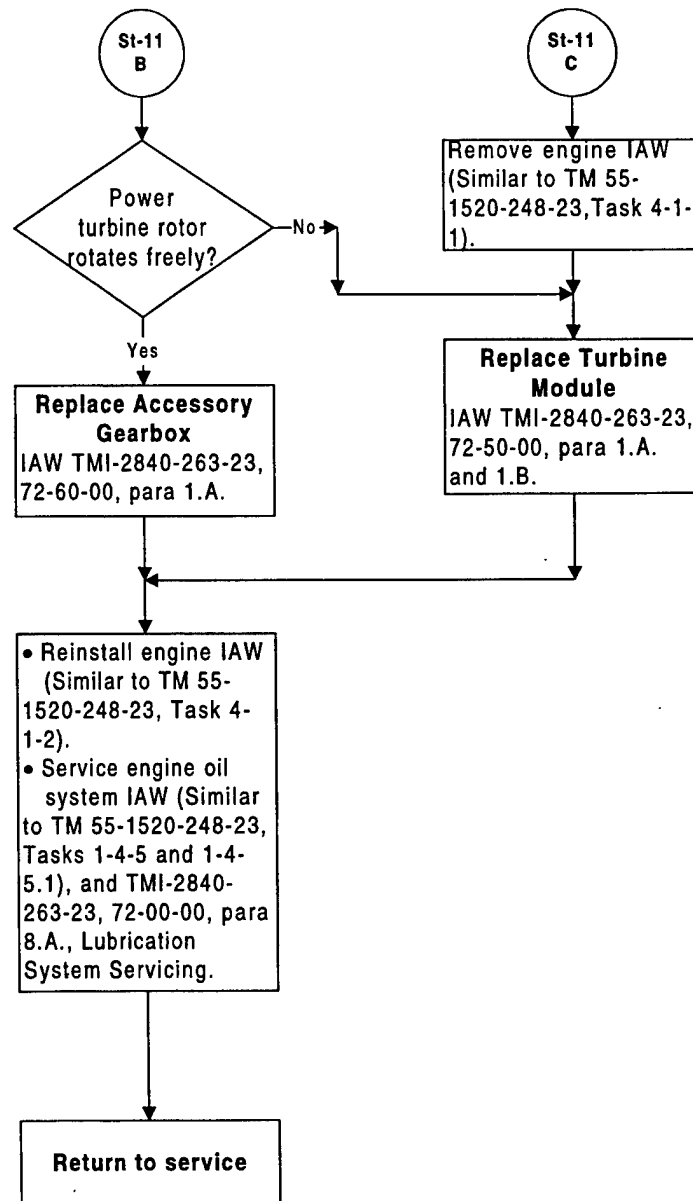 St-11
B
Power
turbine rotor
rotates freely?
No
Yes
Replace Accessory
Gearbox
IAW TMI-2840-263-23,
72-60-00, para 1.A.
St-11
C
Remove engine IAW
(Similar to TM 55-
1520-248-23,Task 4-1-
1).
Replace Turbine
Module
IAW TMI-2840-263-23,
72-50-00, para 1.A.
and 1.B.
• Reinstall engine IAW
(Similar to TM 55-
1520-248-23, Task 4-
1-2).
• Service engine oil
system IAW (Similar
to TM 55-1520-248-23,
Tasks 1-4-5 and 1-4-
5.1), and TMI-2840-
263-23, 72-00-00, para
8.A., Lubrication
System Servicing.
Return to service